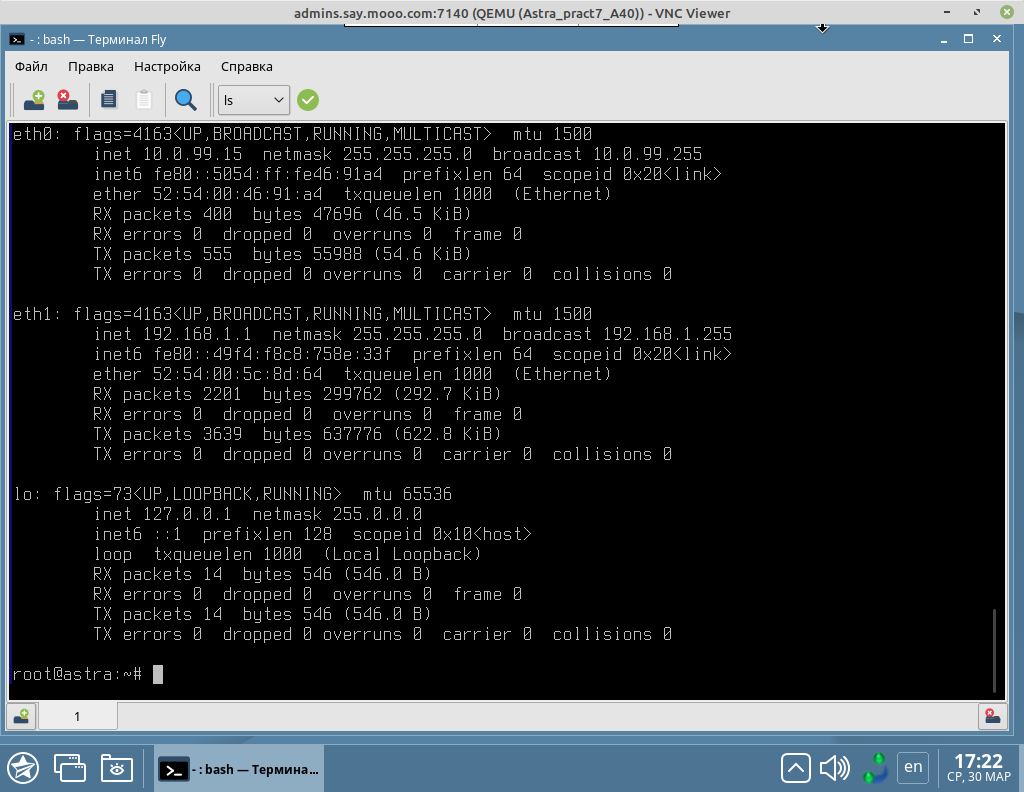 admins.say.mooo.com:7140 (QEMU (Astra_pract7_A40)) - VNC Viewer
- : bash — Терминал Fly
Файл Правка Настройка Справка
ls
eth0: flags=4163<UP,BROADCAST,RUNNING,MULTICAST>  mtu 1500
        inet 10.0.99.15  netmask 255.255.255.0  broadcast 10.0.99.255
        inet6 fe80::5054:ff:fe46:91a4  prefixlen 64  scopeid 0x20<link>
        ether 52:54:00:46:91:a4  txqueuelen 1000  (Ethernet)
        RX packets 400  bytes 47696 (46.5 KiB)
        RX errors 0  dropped 0  overruns 0  frame 0
        TX packets 555  bytes 55988 (54.6 KiB)
        TX errors 0  dropped 0 overruns 0  carrier 0  collisions 0
eth1: flags=4163<UP,BROADCAST,RUNNING,MULTICAST>  mtu 1500
        inet 192.168.1.1  netmask 255.255.255.0  broadcast 192.168.1.255
        inet6 fe80::49f4:f8c8:758e:33f  prefixlen 64  scopeid 0x20<link>
        ether 52:54:00:5c:8d:64  txqueuelen 1000  (Ethernet)
        RX packets 2201  bytes 299762 (292.7 KiB)
        RX errors 0  dropped 0  overruns 0  frame 0
        TX packets 3639  bytes 637776 (622.8 KiB)
        TX errors 0  dropped 0 overruns 0  carrier 0  collisions 0
lo: flags=73<UP,LOOPBACK,RUNNING>  mtu 65536
        inet 127.0.0.1  netmask 255.0.0.0
        inet6 ::1  prefixlen 128  scopeid 0x10<host>
        loop  txqueuelen 1000  (Local Loopback)
        RX packets 14  bytes 546 (546.0 B)
        RX errors 0  dropped 0  overruns 0  frame 0
        TX packets 14  bytes 546 (546.0 B)
        TX errors 0  dropped 0 overruns 0  carrier 0  collisions 0
root@astra:~#
1
- : bash — Термина...
en
17:22
СР, 30 МАР